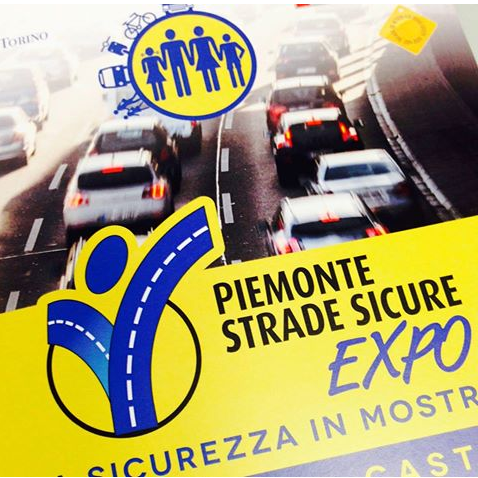 TORINO
PIEMONTE
STRADE SICURE
EXPO
SICUREZZA IN MOSTR
CAST